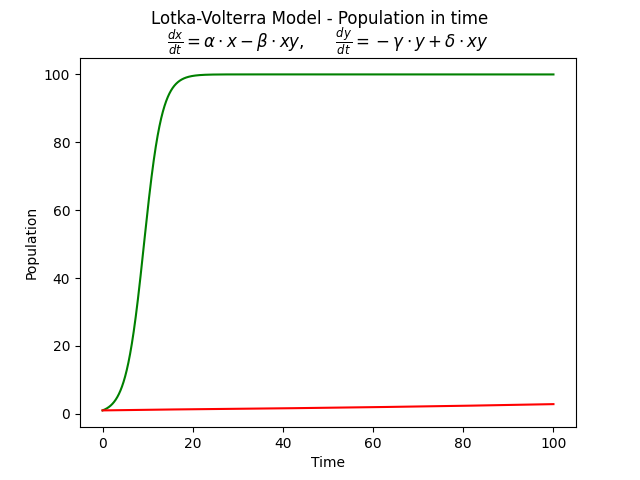 Lotka-Volterra Model - Population in time
dx/dt = α · x − β · xy,   dy/dt = −γ · y + δ · xy
100
80
60
40
20
0
Population
0 20 40 60 80 100
Time